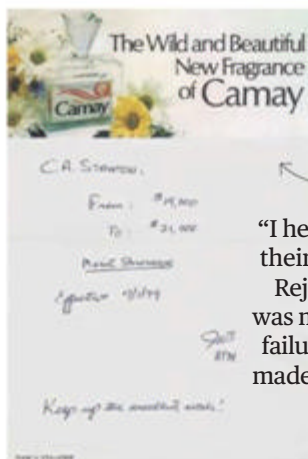 The Wild and Beautiful
New Fragrance
of Camay
Camay
C.A.
From: $19,000
To: $21,000
Effective
Keep up the excellent work!
"I he
their
Rej
was n
failu
made